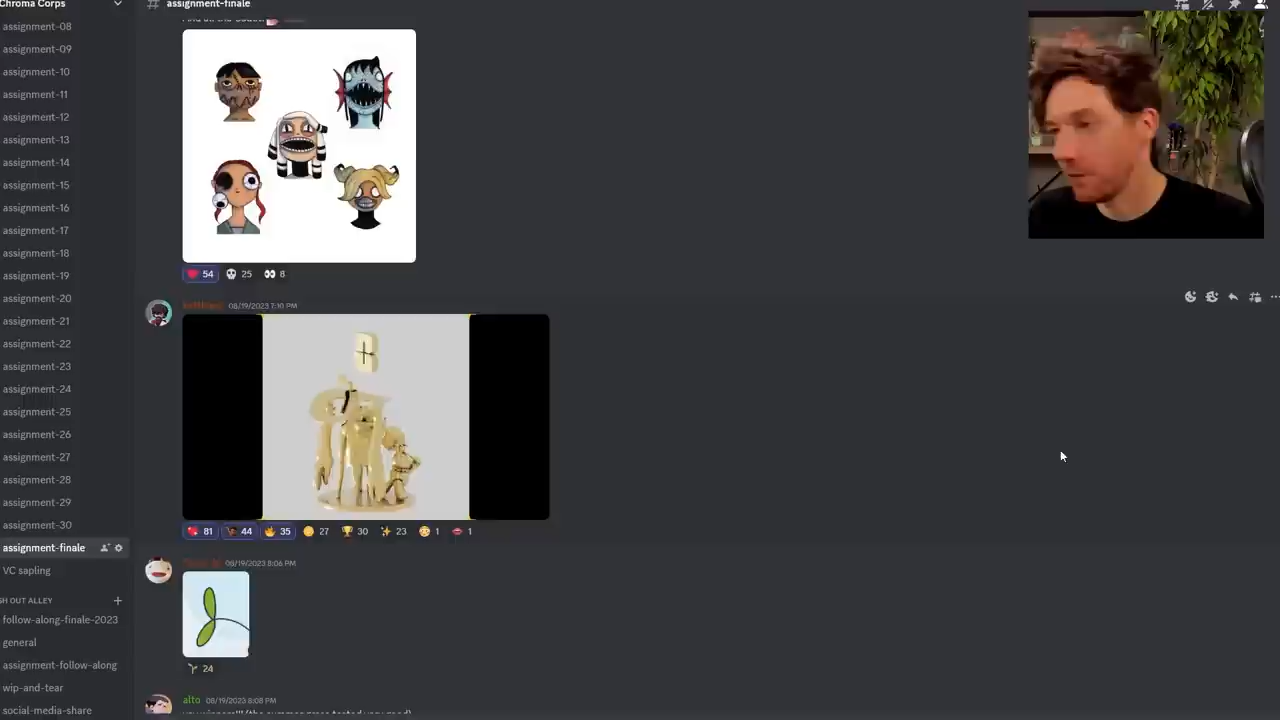 Chroma Corps
# assignment-finale
assignment-08
assignment-09
assignment-10
assignment-11
assignment-12
assignment-13
assignment-14
assignment-15
assignment-16
assignment-17
assignment-18
assignment-19
assignment-20
assignment-21
assignment-22
assignment-23
assignment-24
assignment-25
assignment-26
assignment-27
assignment-28
assignment-29
assignment-30
assignment-finale
VC sapling
SH OUT ALLEY
follow-along-finale-2023
general
assignment-follow-along
wip-and-tear
social-media-share
54 25 8
08/19/2023 7:10 PM
81 44 35 27 30 23 1 1
08/19/2023 8:06 PM
24
alto 08/19/2023 8:08 PM